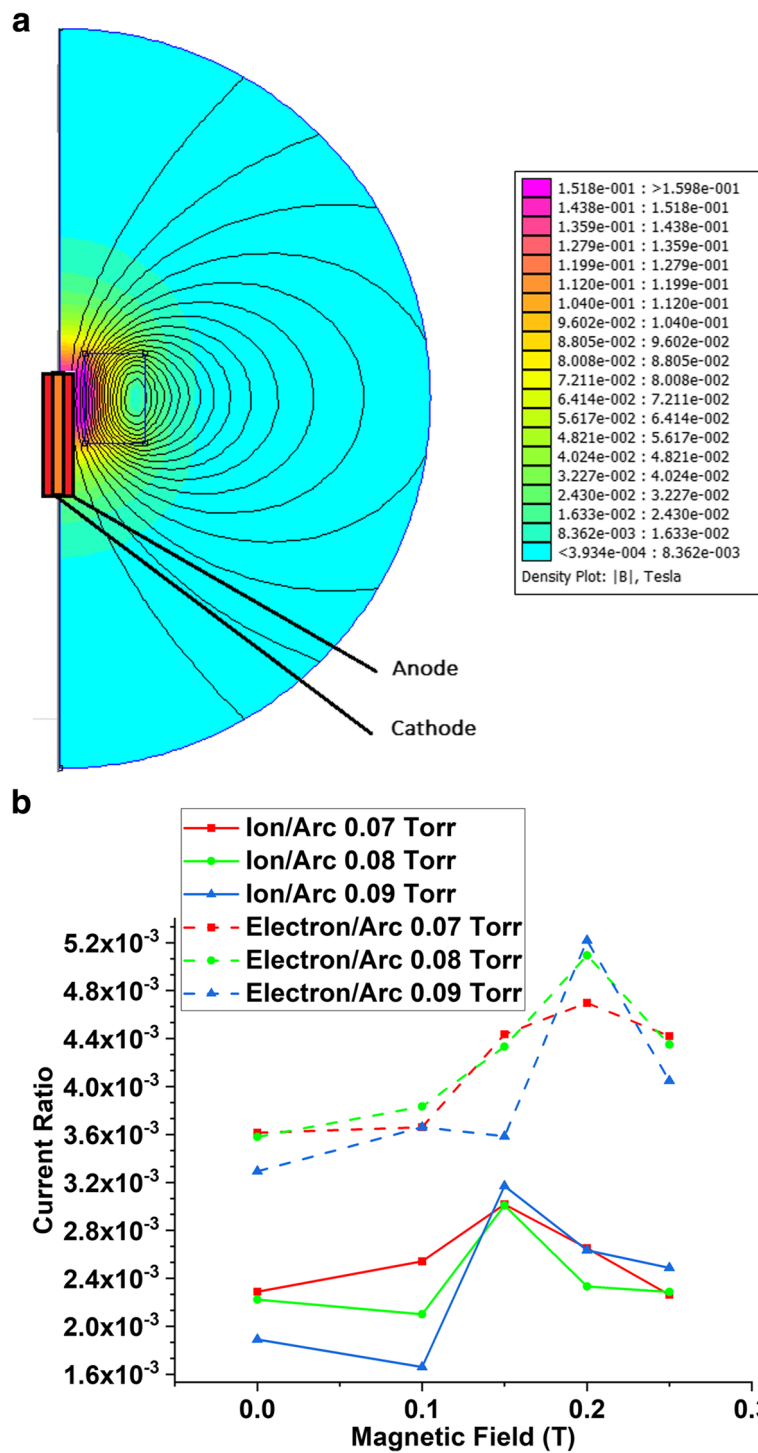 a
1.518e-001 : >1.598e-001
1.438e-001 : 1.518e-001
1.359e-001 : 1.438e-001
1.279e-001 : 1.359e-001
1.199e-001 : 1.279e-001
1.120e-001 : 1.199e-001
1.040e-001 : 1.120e-001
9.602e-002 : 1.040e-001
8.805e-002 : 9.602e-002
8.008e-002 : 8.805e-002
7.211e-002 : 8.008e-002
6.414e-002 : 7.211e-002
5.617e-002 : 6.414e-002
4.821e-002 : 5.617e-002
4.024e-002 : 4.821e-002
3.227e-002 : 4.024e-002
2.430e-002 : 3.227e-002
1.633e-002 : 2.430e-002
8.362e-003 : 1.633e-002
<3.934e-004 : 8.362e-003
Density Plot: |B|, Tesla
Anode
Cathode
b
Ion/Arc 0.07 Torr
Ion/Arc 0.08 Torr
Ion/Arc 0.09 Torr
Electron/Arc 0.07 Torr
Electron/Arc 0.08 Torr
Electron/Arc 0.09 Torr
5.2x10⁻³
4.8x10⁻³
4.4x10⁻³
4.0x10⁻³
3.6x10⁻³
3.2x10⁻³
2.8x10⁻³
2.4x10⁻³
2.0x10⁻³
1.6x10⁻³
Current Ratio
0.0 0.1 0.2
Magnetic Field (T)